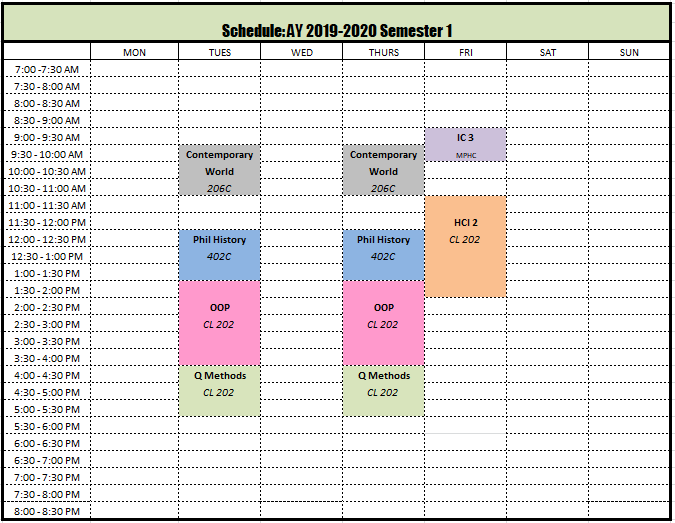 Schedule:AY 2019-2020 Semester 1
MON TUES WED THURS FRI SAT SUN
7:00 -7:30 AM
7:30 - 8:00 AM
8:00 - 8:30 AM
8:30 - 9:00 AM
9:00 - 9:30 AM IC 3
9:30 - 10:00 AM Contemporary Contemporary MPHC
10:00 - 10:30 AM World World
10:30 - 11:00 AM 206C 206C
11:00 - 11:30 AM
11:30 - 12:00 PM HCI 2
12:00 - 12:30 PM Phil History Phil History CL 202
12:30 - 1:00 PM 402C 402C
1:00 - 1:30 PM
1:30 - 2:00 PM
2:00 - 2:30 PM OOP OOP
2:30 - 3:00 PM CL 202 CL 202
3:00 - 3:30 PM
3:30 - 4:00 PM
4:00 - 4:30 PM Q Methods Q Methods
4:30 - 5:00 PM CL 202 CL 202
5:00 - 5:30 PM
5:30 - 6:00 PM
6:00 - 6:30 PM
6:30 - 7:00 PM
7:00 - 7:30 PM
7:30 - 8:00 PM
8:00 - 8:30 PM